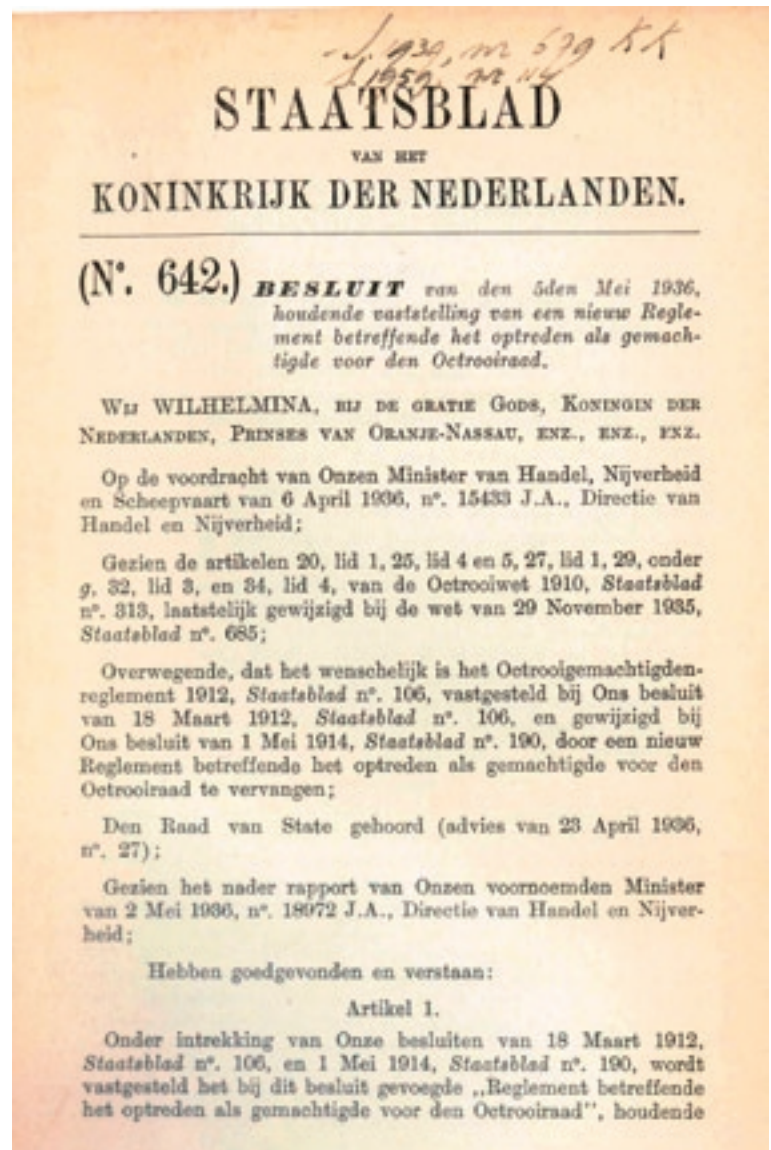 S. 1939, nr 579 KK
S. 1959, nr
STAATSBLAD
VAN HET
KONINKRIJK DER NEDERLANDEN.
(N°. 642.) BESLUIT van den 5den Mei 1936,
houdende vaststelling van een nieuw Regle-
ment betreffende het optreden als gemach-
tigde voor den Octrooiraad.
WIJ WILHELMINA, BIJ DE GRATIE GODS, KONINGIN DER
NEDERLANDEN, PRINSES VAN ORANJE-NASSAU, ENZ., ENZ., ENZ.
Op de voordracht van Onzen Minister van Handel, Nijverheid
en Scheepvaart van 6 April 1936, n°. 15433 J.A., Directie van
Handel en Nijverheid;
Gezien de artikelen 20, lid 1, 25, lid 4 en 5, 27, lid 1, 29, onder
g, 32, lid 3, en 34, lid 4, van de Octrooiwet 1910, Staatsblad
n°. 313, laatstelijk gewijzigd bij de wet van 29 November 1935,
Staatsblad n°. 685;
Overwegende, dat het wenschelijk is het Octrooigemachtigden-
reglement 1912, Staatsblad n°. 106, vastgesteld bij Ons besluit
van 18 Maart 1912, Staatsblad n°. 106, en gewijzigd bij
Ons besluit van 1 Mei 1914, Staatsblad n°. 190, door een nieuw
Reglement betreffende het optreden als gemachtigde voor den
Octrooiraad te vervangen;
Den Raad van State gehoord (advies van 23 April 1936,
n°. 27);
Gezien het nader rapport van Onzen voornoemden Minister
van 2 Mei 1936, n°. 18972 J.A., Directie van Handel en Nijver-
heid;
Hebben goedgevonden en verstaan:
Artikel 1.
Onder intrekking van Onze besluiten van 18 Maart 1912,
Staatsblad n°. 106, en 1 Mei 1914, Staatsblad n°. 190, wordt
vastgesteld het bij dit besluit gevoegde „Reglement betreffende
het optreden als gemachtigde voor den Octrooiraad", houdende